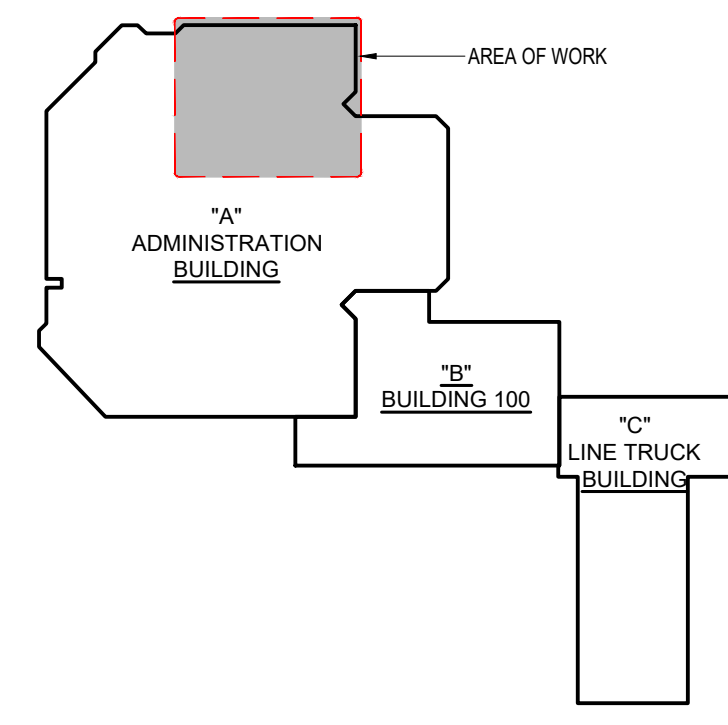 AREA OF WORK
"A"
ADMINISTRATION
BUILDING
"B"
BUILDING 100
"C"
LINE TRUCK
BUILDING